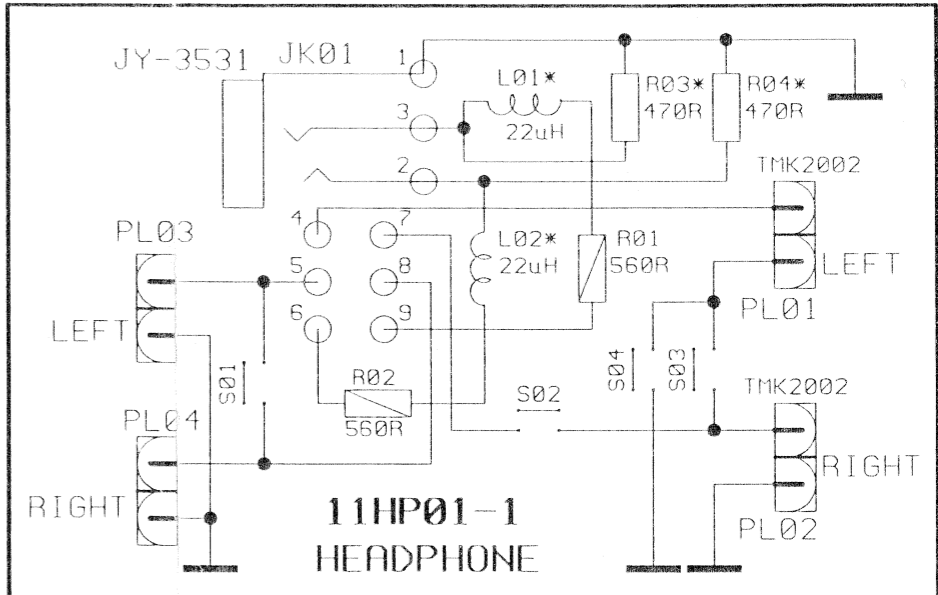 JY-3531 JK01
1
3
2
L01*
22uH
R03*
470R
R04*
470R
TMK2002
4
7
5
8
6
9
PL03
LEFT
L02*
22uH
R01
560R
LEFT
PL01
S01
R02
560R
S02
S04
S03
TMK2002
PL04
RIGHT
RIGHT
PL02
11HP01-1
HEADPHONE